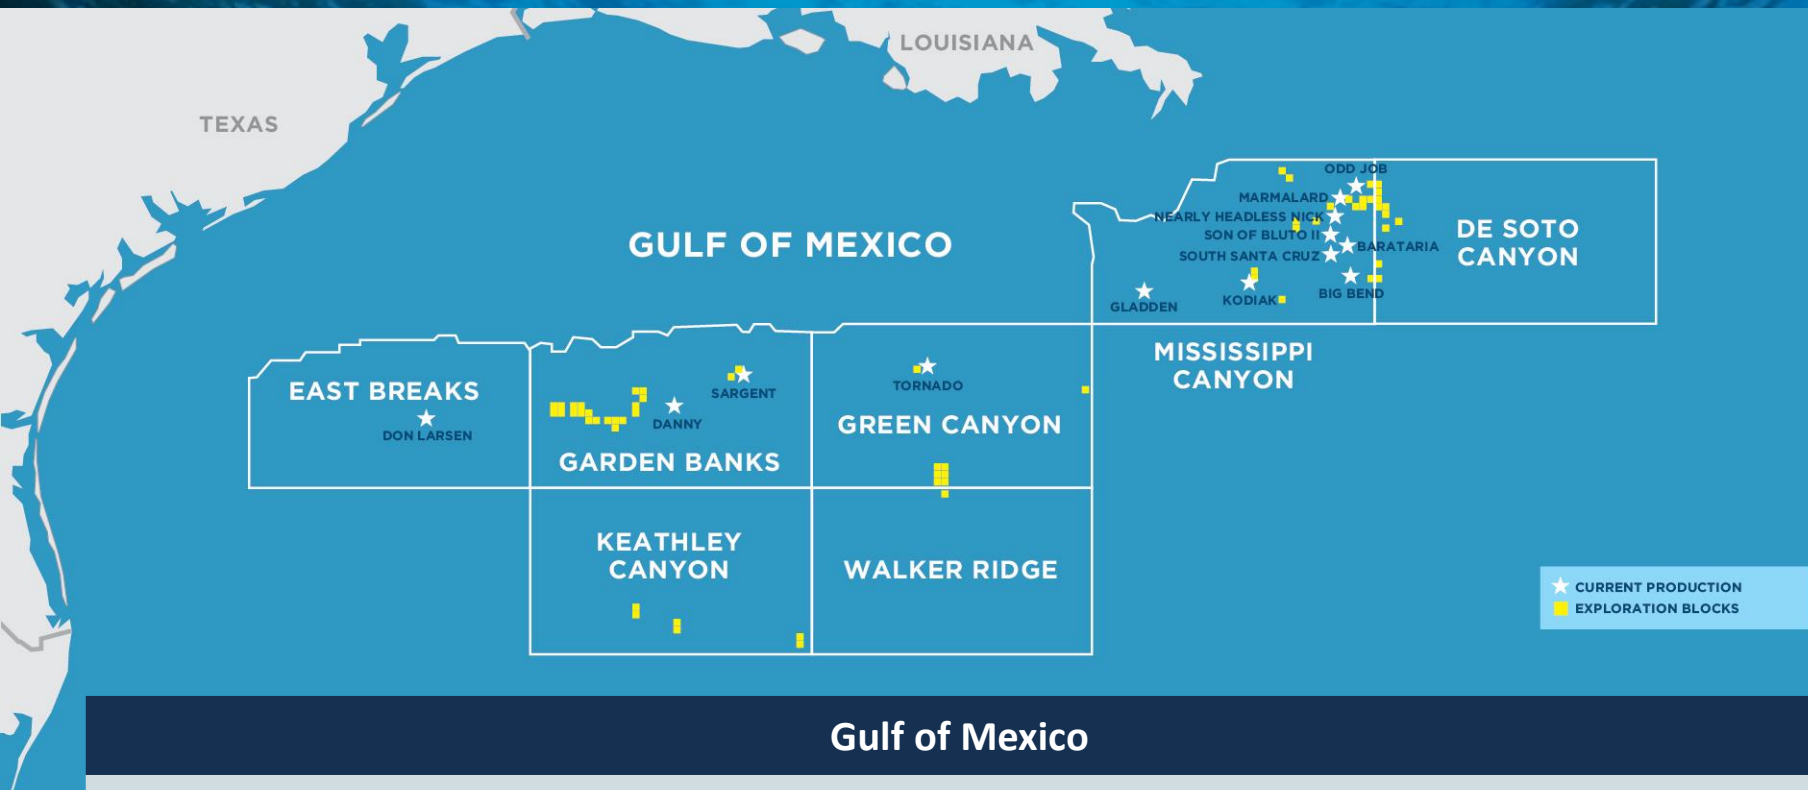 LOUISIANA
TEXAS
ODD JOB
MARMALARD
NEARLY HEADLESS NICK
SON OF BLUTO II
BARATARIA
SOUTH SANTA CRUZ
BIG BEND
KODIAK
GLADDEN
DE SOTO
CANYON
GULF OF MEXICO
MISSISSIPPI
CANYON
EAST BREAKS
DON LARSEN
SARGENT
DANNY
GARDEN BANKS
TORNADO
GREEN CANYON
KEATHLEY
CANYON
WALKER RIDGE
CURRENT PRODUCTION
EXPLORATION BLOCKS
Gulf of Mexico